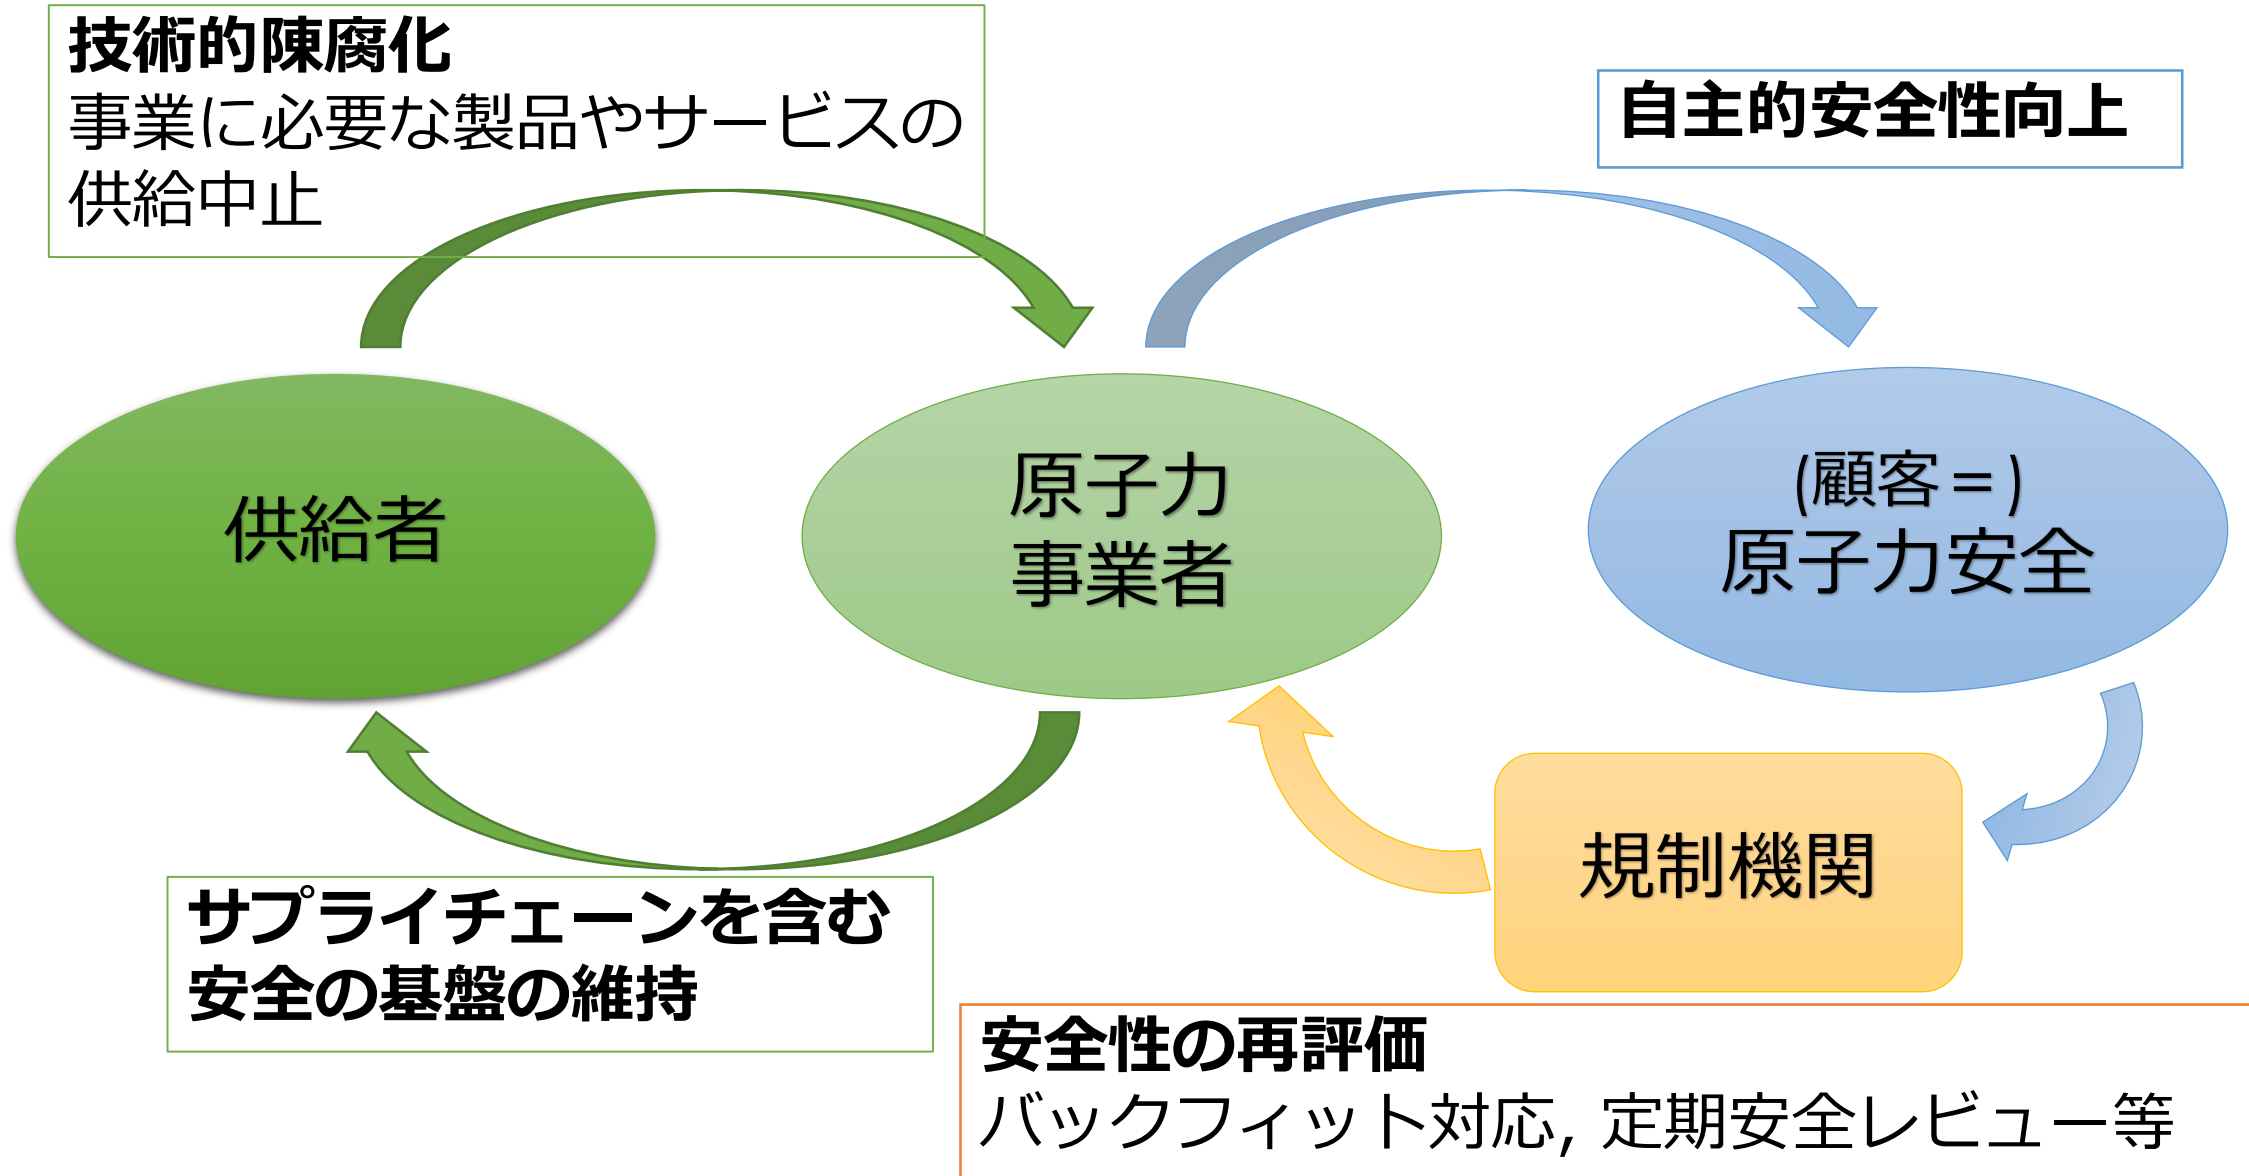 技術的陳腐化
事業に必要な製品やサービスの
供給中止
自主的安全性向上
供給者
原子力
事業者
(顧客＝)
原子力安全
規制機関
サプライチェーンを含む
安全の基盤の維持
安全性の再評価
バックフィット対応, 定期安全レビュー等